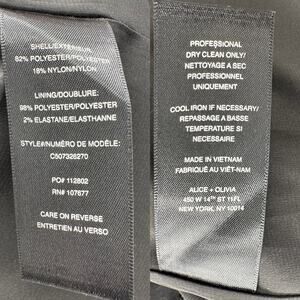 SHELL/EXTERIEUR:
82% POLYESTER/POLYESTER
18% NYLON/NYLON
LINING/DOUBLURE:
98% POLYESTER/POLYESTER
2% ELASTANE/ELASTHANNE
STYLE#/NUMÉRO DE MODÈLE:
C507326270
PO# 112802
RN# 107677
CARE ON REVERSE
ENTRETIEN AU VERSO
PROFESSIONAL
DRY CLEAN ONLY/
NETTOYAGE A SEC
PROFESSIONNEL
UNIQUEMENT
COOL IRON IF NECESSARY/
REPASSAGE A BASSE
TEMPERATURE SI
NECESSAIRE
MADE IN VIETNAM
FABRIQUÉ AU VIÊT-NAM
ALICE + OLIVIA
450 W 14TH ST 11FL
NEW YORK, NY 10014